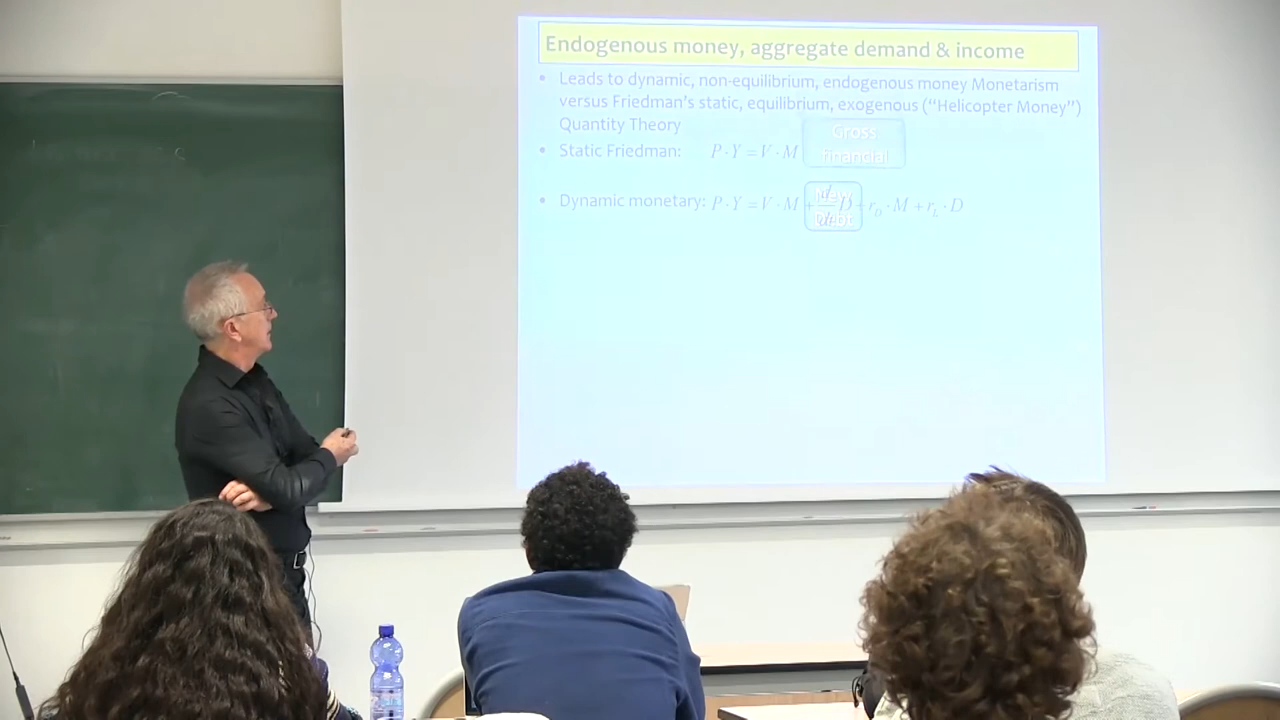 Endogenous money, aggregate demand & income
• Leads to dynamic, non-equilibrium, endogenous money Monetarism
versus Friedman's static, equilibrium, exogenous ("Helicopter Money")
Quantity Theory
Gross
financial
• Static Friedman: P·Y = V·M
• Dynamic monetary: P·Y = V·M + d/dt D + r_D·M + r_L·D
New
Debt